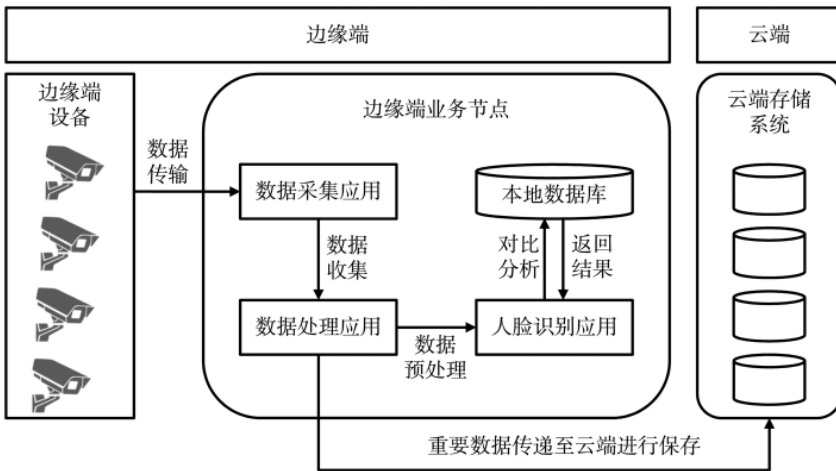 边缘端
云端
边缘端
设备
数据
传输
边缘端业务节点
数据采集应用
本地数据库
数据
收集
对比
分析
返回
结果
数据处理应用
数据
预处理
人脸识别应用
云端存储
系统
重要数据传递至云端进行保存